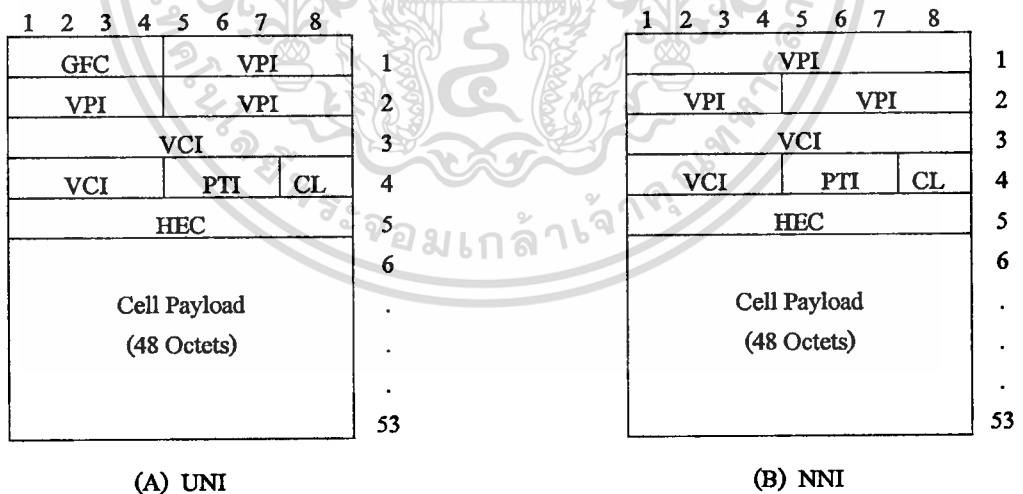 1 2 3 4 5 6 7 8
GFC VPI 1
VPI VPI 2
VCI 3
VCI PTI CL 4
HEC 5
6
Cell Payload .
(48 Octets) .
.
53
(A) UNI
1 2 3 4 5 6 7 8
VPI 1
VPI VPI 2
VCI 3
VCI PTI CL 4
HEC 5
6
Cell Payload .
(48 Octets) .
.
53
(B) NNI